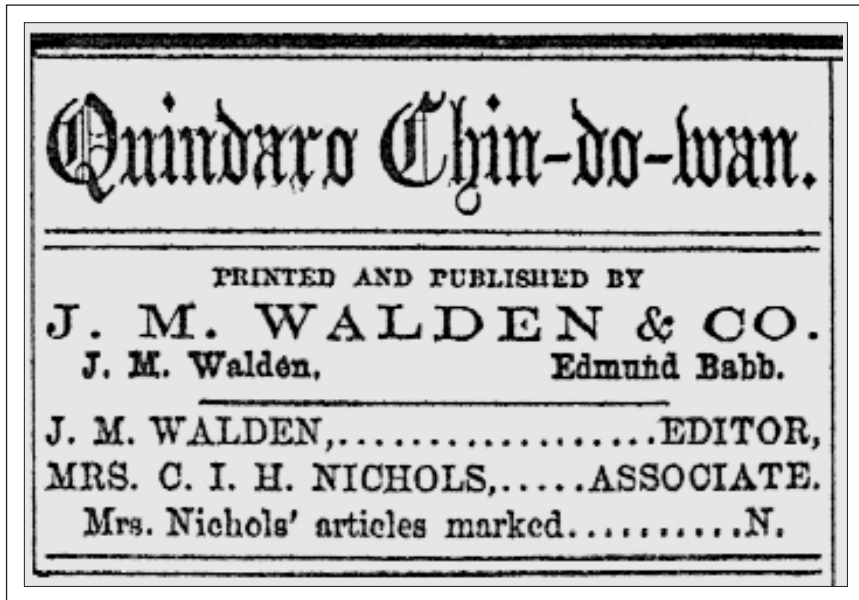 Quindaro Chin-do-wan.
PRINTED AND PUBLISHED BY
J. M. WALDEN & CO.
J. M. Walden, Edmund Babb.
J. M. WALDEN,...................EDITOR,
MRS. C. I. H. NICHOLS,.....ASSOCIATE.
Mrs. Nichols' articles marked..........N.